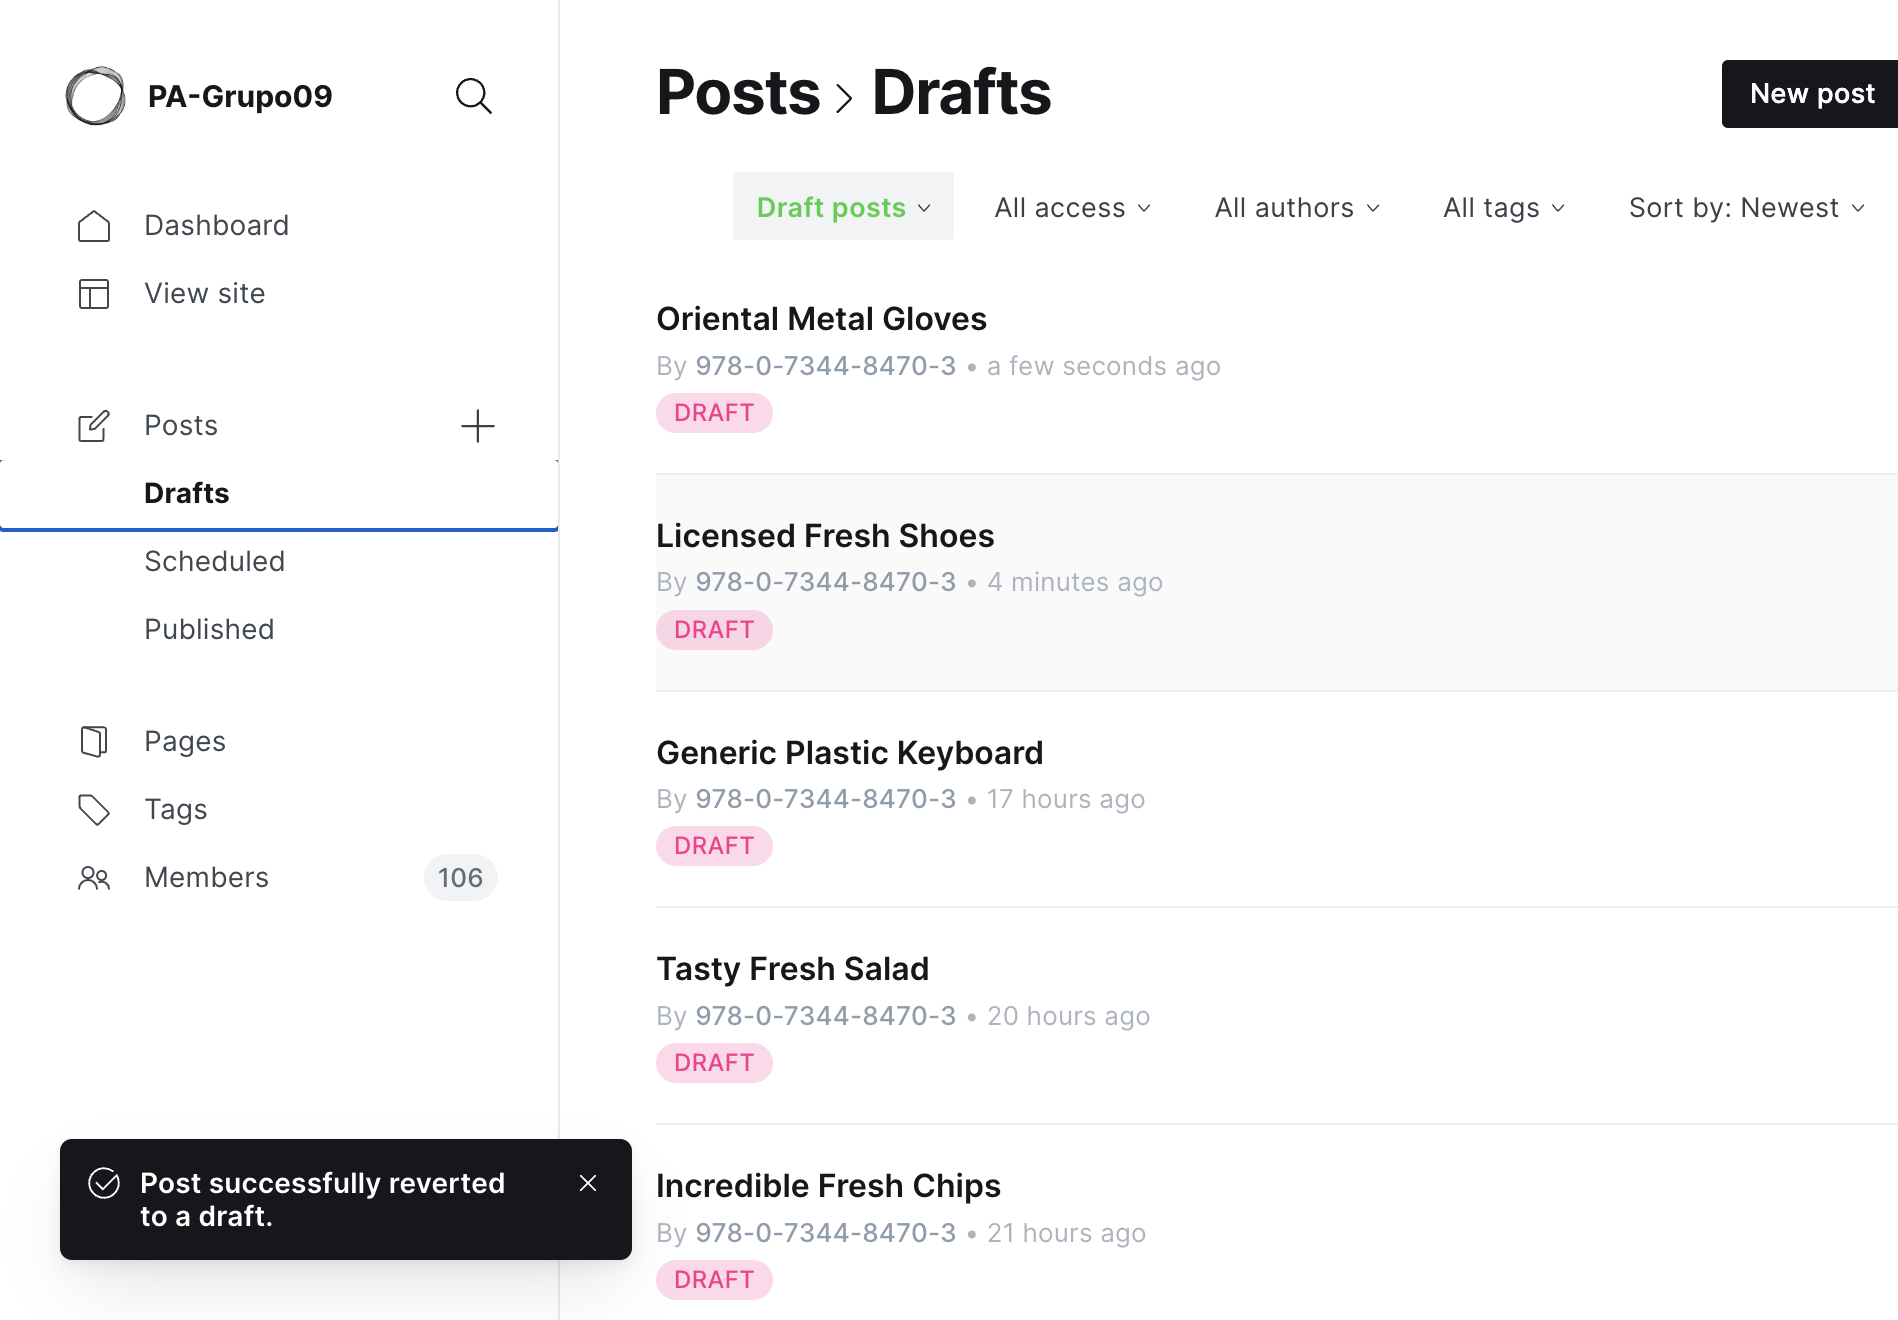 PA-Grupo09
Dashboard
View site
Posts
Drafts
Scheduled
Published
Pages
Tags
Members 106
Post successfully reverted
to a draft.
Posts > Drafts
New post
Draft posts All access All authors All tags Sort by: Newest
Oriental Metal Gloves
By 978-0-7344-8470-3 • a few seconds ago
DRAFT
Licensed Fresh Shoes
By 978-0-7344-8470-3 • 4 minutes ago
DRAFT
Generic Plastic Keyboard
By 978-0-7344-8470-3 • 17 hours ago
DRAFT
Tasty Fresh Salad
By 978-0-7344-8470-3 • 20 hours ago
DRAFT
Incredible Fresh Chips
By 978-0-7344-8470-3 • 21 hours ago
DRAFT